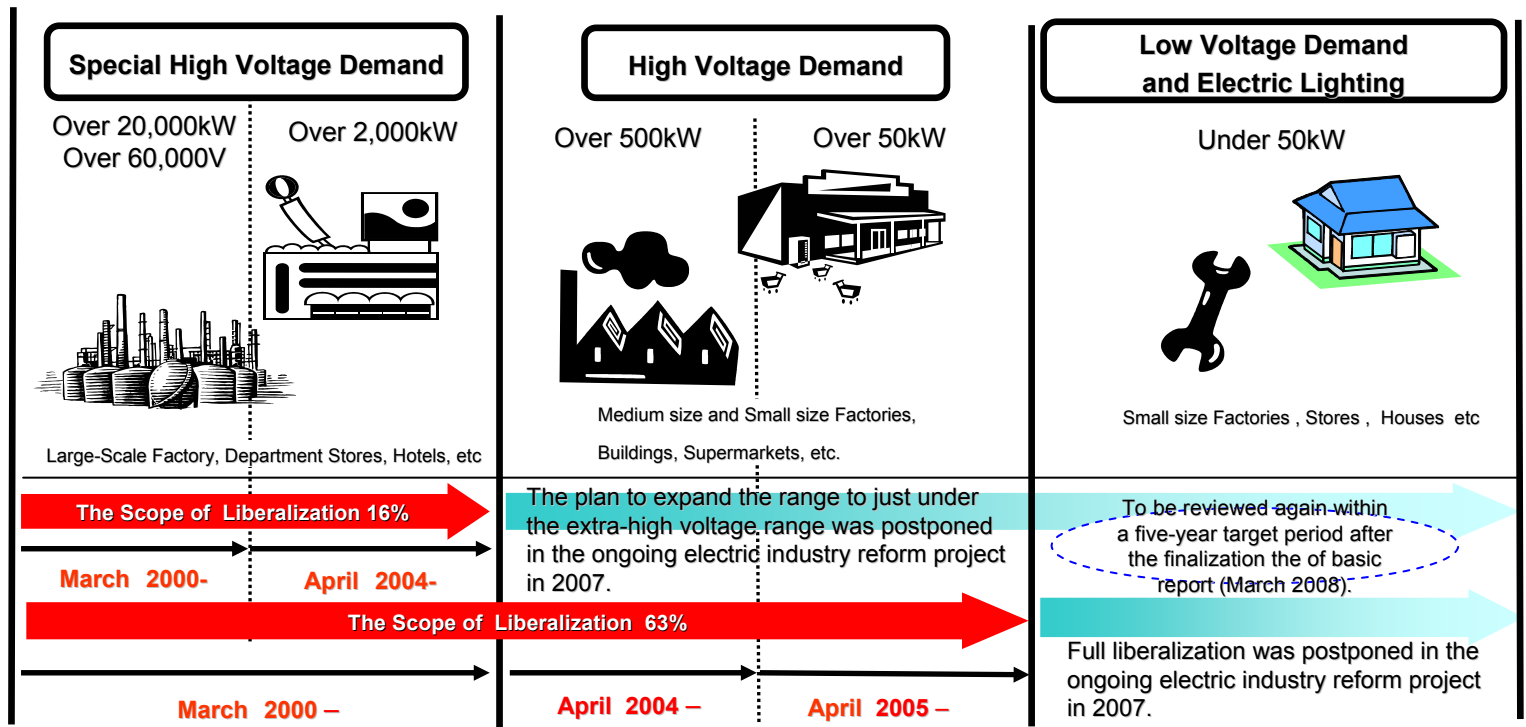 Special High Voltage Demand
Over 20,000kW
Over 60,000V
Over 2,000kW
Large-Scale Factory, Department Stores, Hotels, etc
High Voltage Demand
Over 500kW
Over 50kW
Medium size and Small size Factories,
Buildings, Supermarkets, etc.
Low Voltage Demand
and Electric Lighting
Under 50kW
Small size Factories , Stores , Houses etc
The Scope of Liberalization 16%
March 2000-
April 2004-
The plan to expand the range to just under
the extra-high voltage range was postponed
in the ongoing electric industry reform project
in 2007.
To be reviewed again within
a five-year target period after
the finalization the of basic
report (March 2008).
The Scope of Liberalization 63%
March 2000 –
April 2004 –
April 2005 –
Full liberalization was postponed in the
ongoing electric industry reform project
in 2007.